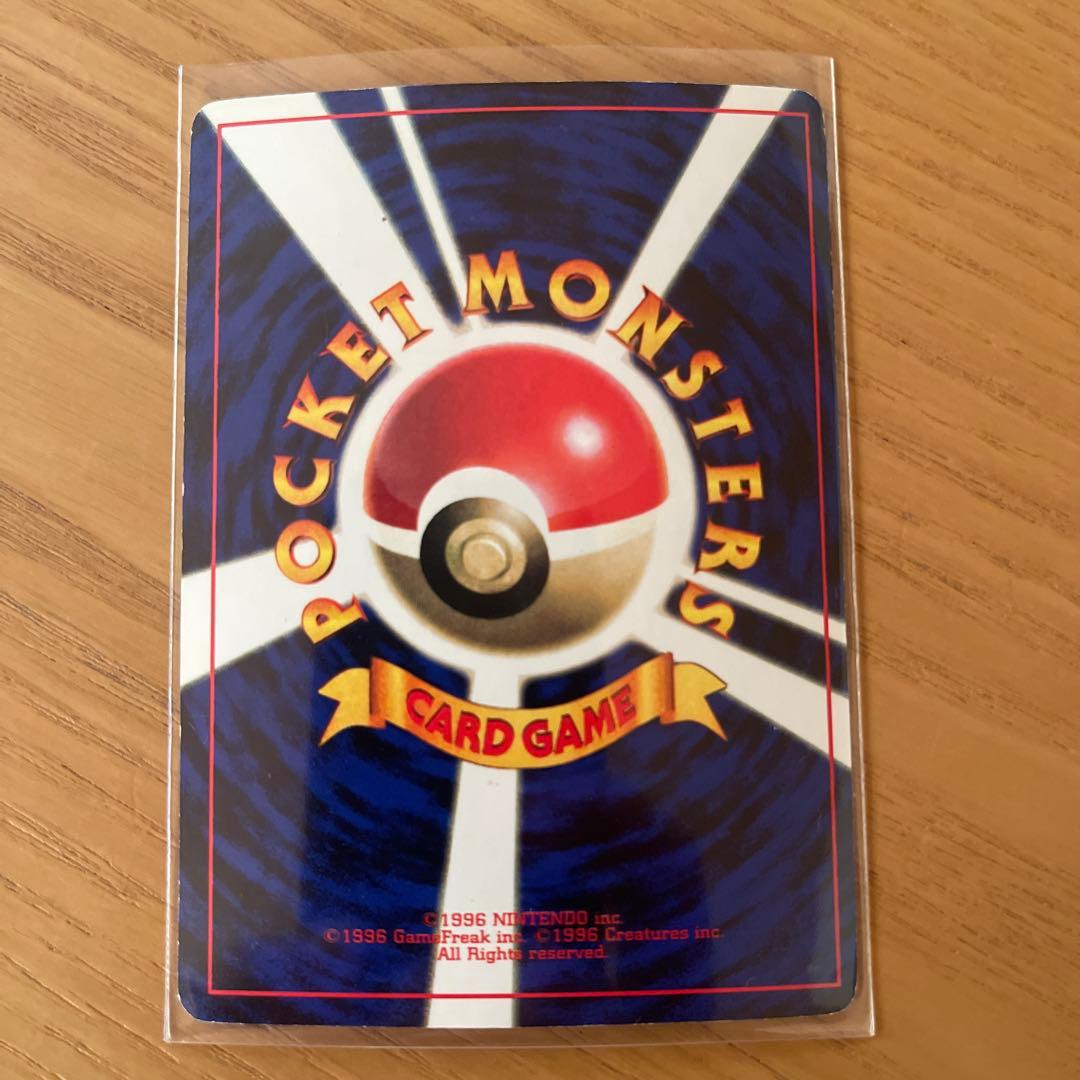 POCKET MONSTERS
CARD GAME
©1996 NINTENDO inc.
©1996 GameFreak inc. ©1996 Creatures inc.
All Rights reserved.